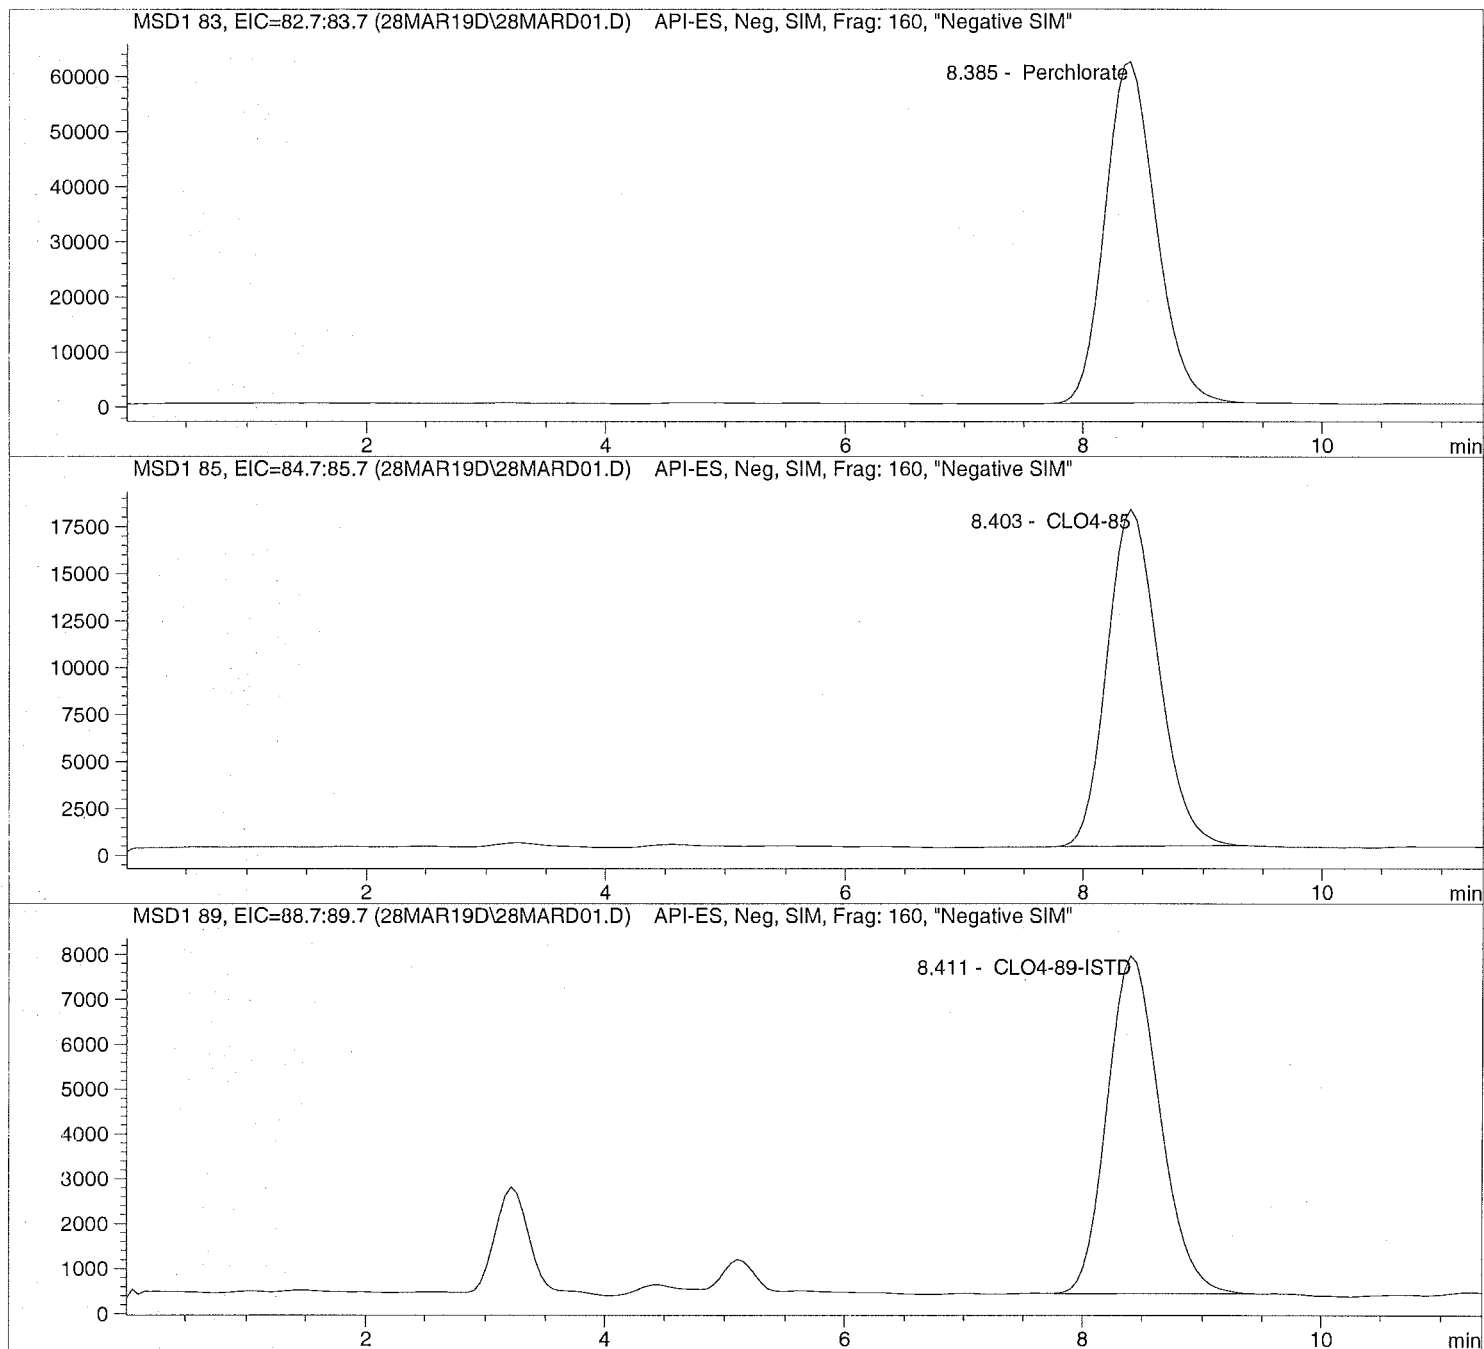 MSD1 83, EIC=82.7:83.7 (28MAR19D\28MARD01.D) API-ES, Neg, SIM, Frag: 160, "Negative SIM"
8.385 - Perchlorate
60000
50000
40000
30000
20000
10000
0
2 4 6 8 10 min
MSD1 85, EIC=84.7:85.7 (28MAR19D\28MARD01.D) API-ES, Neg, SIM, Frag: 160, "Negative SIM"
8.403 - CLO4-85
17500
15000
12500
10000
7500
5000
2500
0
2 4 6 8 10 min
MSD1 89, EIC=88.7:89.7 (28MAR19D\28MARD01.D) API-ES, Neg, SIM, Frag: 160, "Negative SIM"
8.411 - CLO4-89-ISTD
8000
7000
6000
5000
4000
3000
2000
1000
0
2 4 6 8 10 min